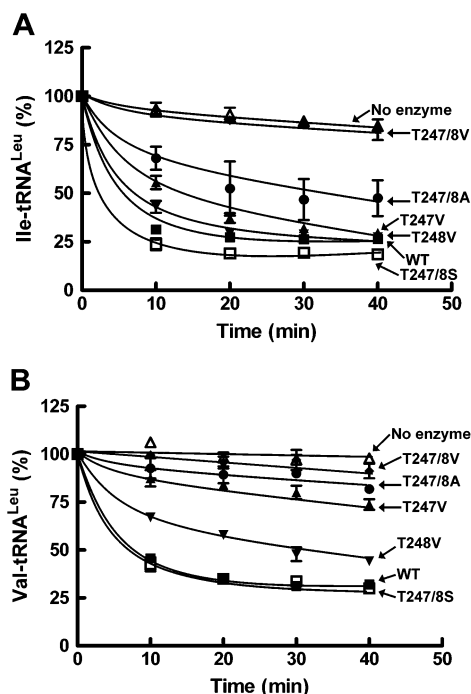 A
Ile-tRNALeu (%)
125
100
75
50
25
0
0 10 20 30 40 50
Time (min)
No enzyme
T247/8V
T247/8A
T247V
T248V
WT
T247/8S
B
Val-tRNALeu (%)
125
100
75
50
25
0
0 10 20 30 40 50
Time (min)
No enzyme
T247/8V
T247/8A
T247V
T248V
WT
T247/8S